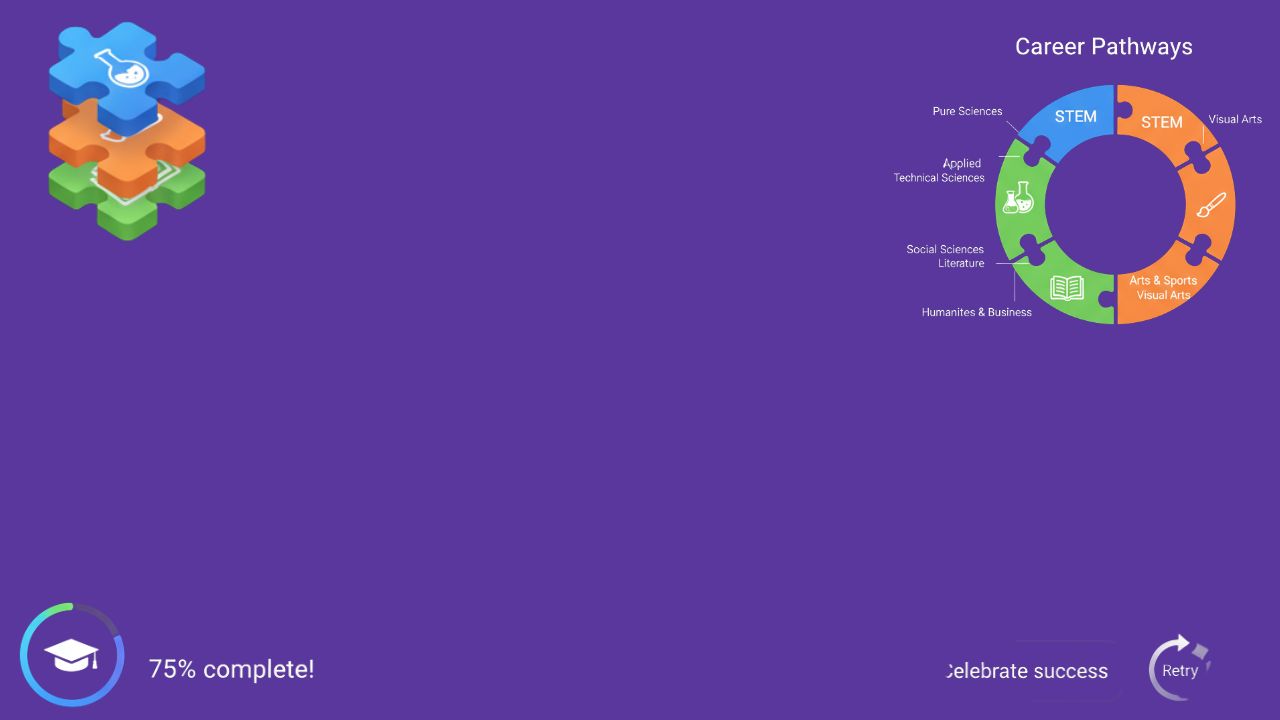 Career Pathways
STEM
STEM
Pure Sciences
Visual Arts
Applied
Technical Sciences
Social Sciences
Literature
Arts & Sports
Visual Arts
Humanites & Business
75% complete!
Celebrate success
Retry